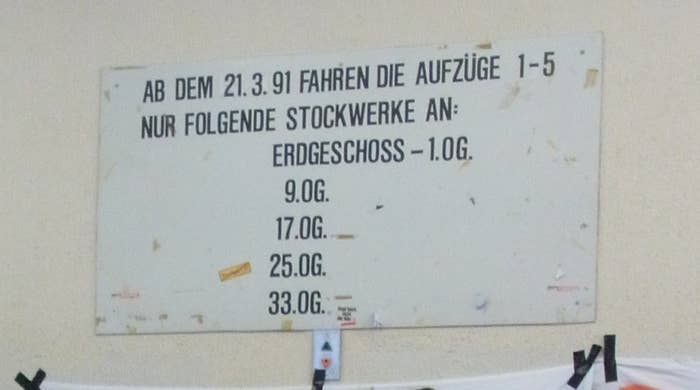 AB DEM 21.3.91 FAHREN DIE AUFZÜGE 1-5
NUR FOLGENDE STOCKWERKE AN:
ERDGESCHOSS – 1.OG.
9.OG.
17.OG.
25.OG.
33.OG.